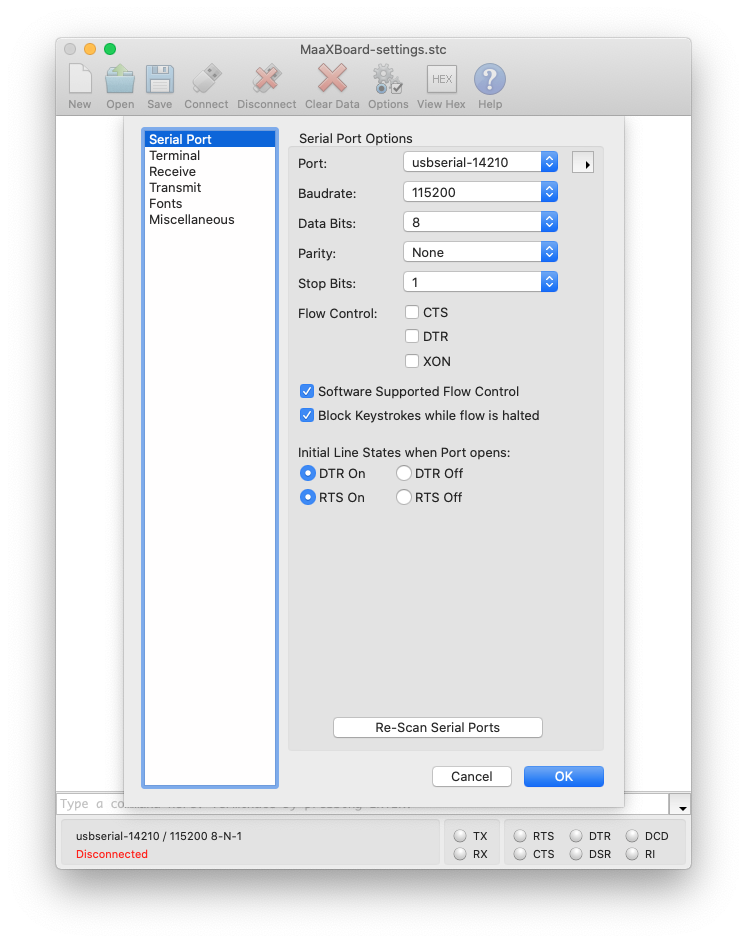 MaaXBoard-settings.stc
New Open Save Connect Disconnect Clear Data Options View Hex Help
HEX
?
Serial Port
Terminal
Receive
Transmit
Fonts
Miscellaneous
Serial Port Options
Port: usbserial-14210
Baudrate: 115200
Data Bits: 8
Parity: None
Stop Bits: 1
Flow Control: CTS
DTR
XON
Software Supported Flow Control
Block Keystrokes while flow is halted
Initial Line States when Port opens:
DTR On DTR Off
RTS On RTS Off
Re-Scan Serial Ports
Cancel OK
Type a
usbserial-14210 / 115200 8-N-1
Disconnected
TX RTS DTR DCD
RX CTS DSR RI